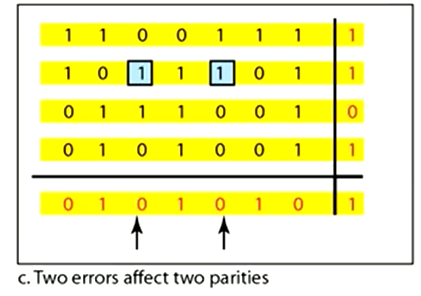 1 1 0 0 1 1 1 1
1 0 1 1 1 0 1 1
0 1 1 1 0 0 1 0
0 1 0 1 0 0 1 1
0 1 0 1 0 1 0 1
c. Two errors affect two parities